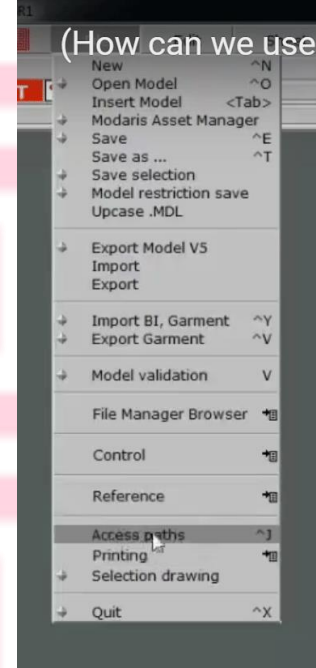 R1
(How can we use
T
New ^N
Open Model ^O
Insert Model <Tab>
Modaris Asset Manager
Save ^E
Save as ... ^T
Save selection
Model restriction save
Upcase .MDL
Export Model V5
Import
Export
Import BI, Garment ^Y
Export Garment ^V
Model validation V
File Manager Browser
Control
Reference
Access paths ^J
Printing
Selection drawing
Quit ^X